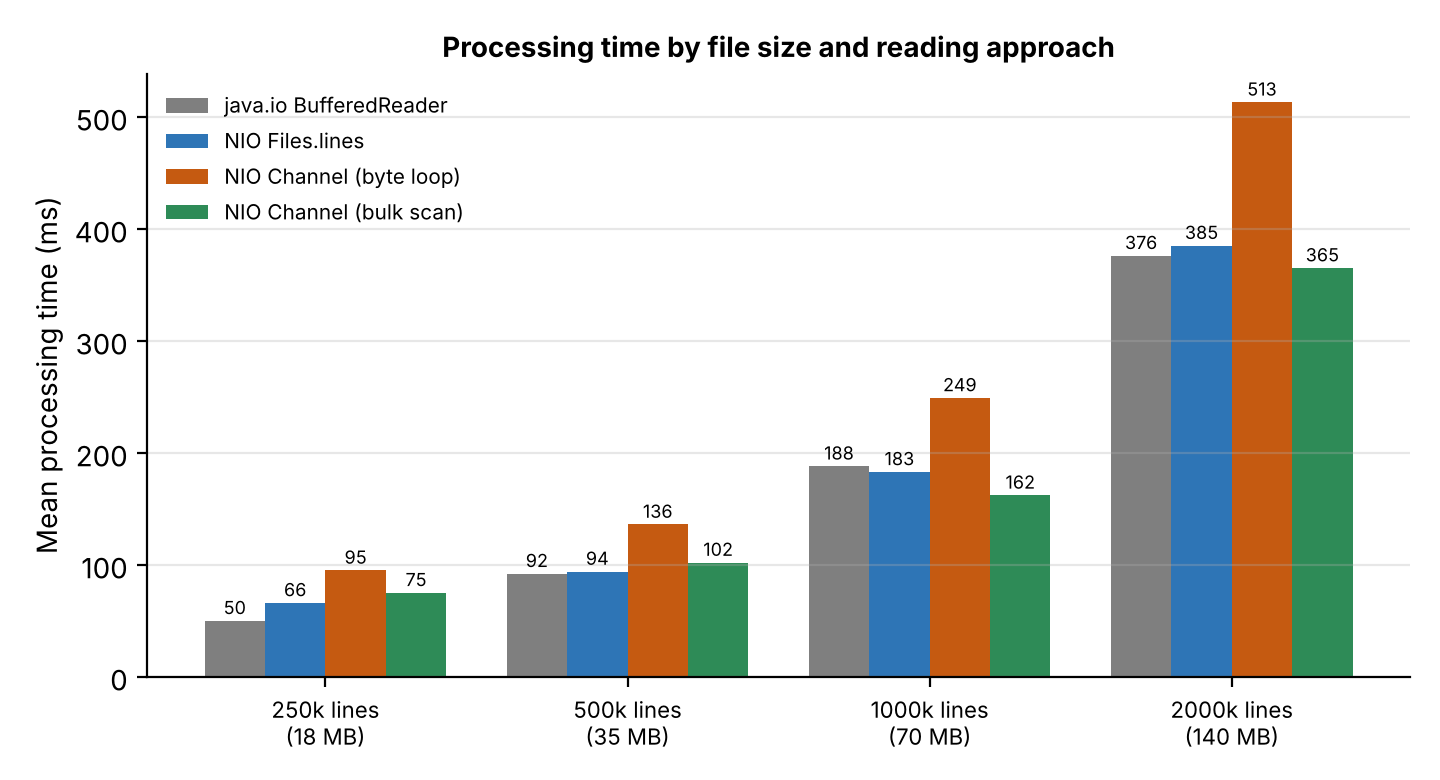 Processing time by file size and reading approach
java.io BufferedReader
NIO Files.lines
NIO Channel (byte loop)
NIO Channel (bulk scan)
Mean processing time (ms)
500
400
300
200
100
0
50
66
95
75
92
94
136
102
188
183
249
162
376
385
513
365
250k lines
(18 MB)
500k lines
(35 MB)
1000k lines
(70 MB)
2000k lines
(140 MB)